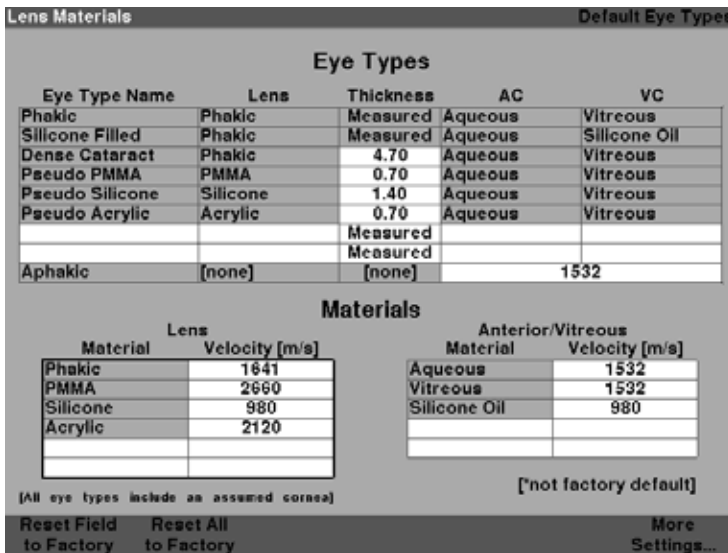 Lens Materials Default Eye Types
Eye Types
Eye Type Name Lens Thickness AC VC
Phakic Phakic Measured Aqueous Vitreous
Silicone Filled Phakic Measured Aqueous Silicone Oil
Dense Cataract Phakic 4.70 Aqueous Vitreous
Pseudo PMMA PMMA 0.70 Aqueous Vitreous
Pseudo Silicone Silicone 1.40 Aqueous Vitreous
Pseudo Acrylic Acrylic 0.70 Aqueous Vitreous
Measured
Measured
Aphakic [none] [none] 1532
Materials
Lens
Material Velocity [m/s]
Phakic 1641
PMMA 2660
Silicone 980
Acrylic 2120
[All eye types include an assumed cornea]
Anterior/Vitreous
Material Velocity [m/s]
Aqueous 1532
Vitreous 1532
Silicone Oil 980
[*not factory default]
Reset Field to Factory
Reset All to Factory
More Settings...